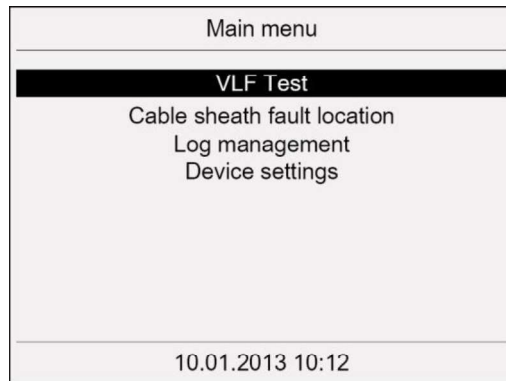 Main menu
VLF Test
Cable sheath fault location
Log management
Device settings
10.01.2013 10:12